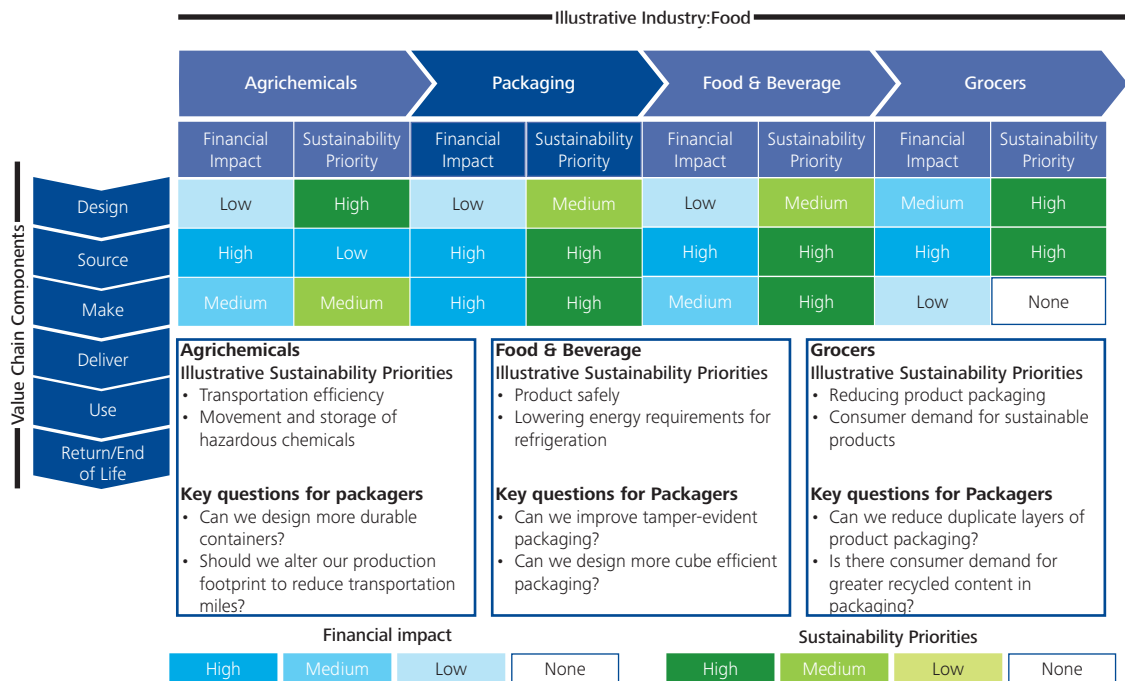 Illustrative Industry:Food
Agrichemicals
Packaging
Food & Beverage
Grocers
Financial
Impact
Sustainability
Priority
Financial
Impact
Sustainability
Priority
Financial
Impact
Sustainability
Priority
Financial
Impact
Sustainability
Priority
Value Chain Components
Design
Low
High
Low
Medium
Low
Medium
Medium
High
Source
High
Low
High
High
High
High
High
High
Make
Medium
Medium
High
High
Medium
High
Low
None
Deliver
Use
Return/End
of Life
Agrichemicals
Illustrative Sustainability Priorities
• Transportation efficiency
• Movement and storage of
hazardous chemicals
Key questions for packagers
• Can we design more durable
containers?
• Should we alter our production
footprint to reduce transportation
miles?
Food & Beverage
Illustrative Sustainability Priorities
• Product safely
• Lowering energy requirements for
refrigeration
Key questions for Packagers
• Can we improve tamper-evident
packaging?
• Can we design more cube efficient
packaging?
Grocers
Illustrative Sustainability Priorities
• Reducing product packaging
• Consumer demand for sustainable
products
Key questions for Packagers
• Can we reduce duplicate layers of
product packaging?
• Is there consumer demand for
greater recycled content in
packaging?
Financial impact
High
Medium
Low
None
Sustainability Priorities
High
Medium
Low
None